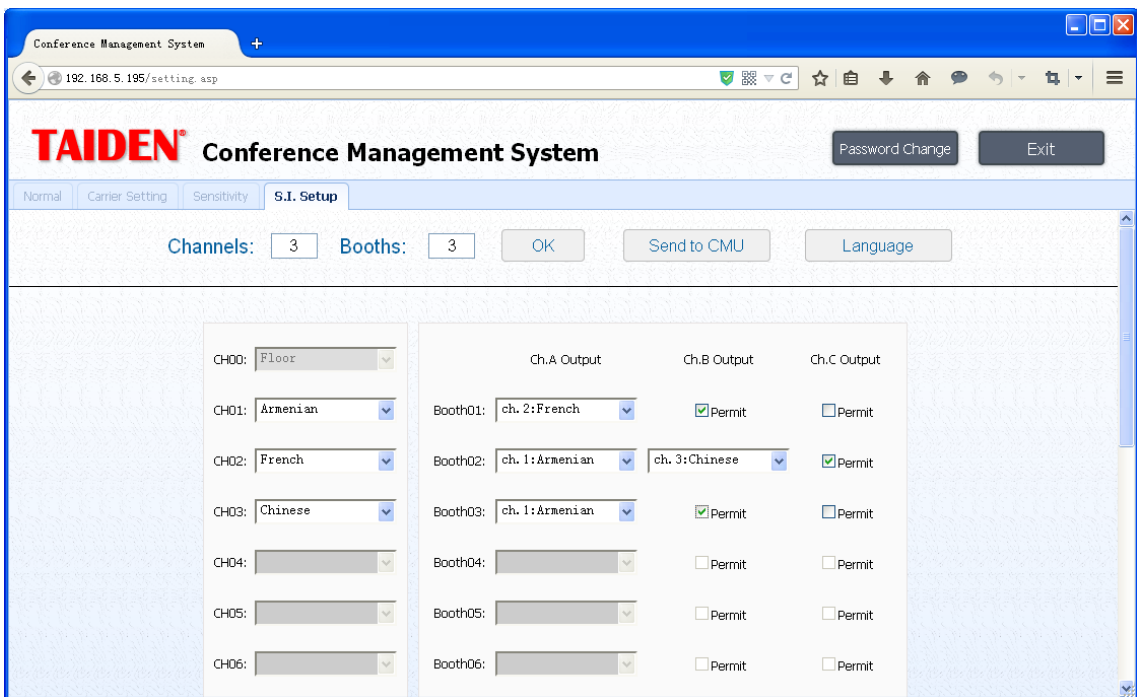 Conference Management System
192.168.5.195/setting.asp
TAIDEN® Conference Management System
Password Change
Exit
Normal
Carrier Setting
Sensitivity
S.I. Setup
Channels: 3 Booths: 3 OK Send to CMU Language
CH00: Floor Ch.A Output Ch.B Output Ch.C Output
CH01: Armenian Booth01: ch.2:French Permit Permit
CH02: French Booth02: ch.1:Armenian ch.3:Chinese Permit
CH03: Chinese Booth03: ch.1:Armenian Permit Permit
CH04: Booth04: Permit Permit
CH05: Booth05: Permit Permit
CH06: Booth06: Permit Permit